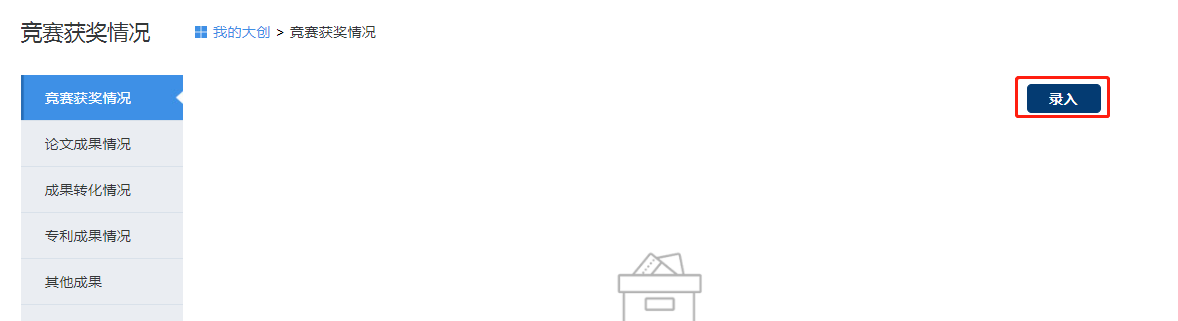 竞赛获奖情况
我的大创 > 竞赛获奖情况
竞赛获奖情况
录入
论文成果情况
成果转化情况
专利成果情况
其他成果